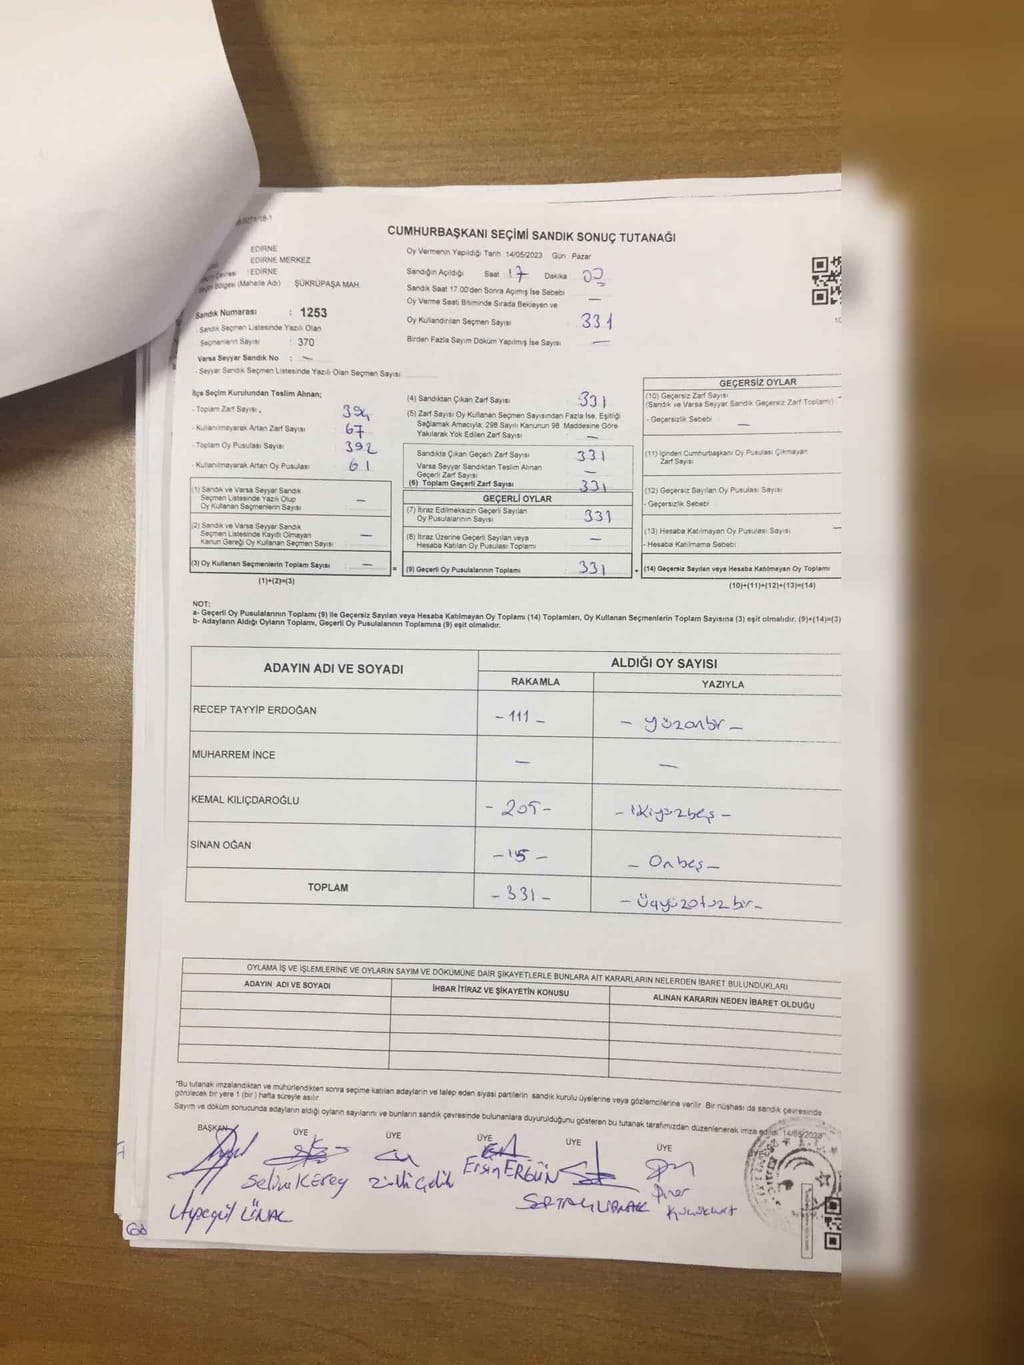 CUMHURBAŞKANI SEÇİMİ SANDIK SONUÇ TUTANAĞI
EDİRNE
EDİRNE MERKEZ
Çevresi : EDİRNE
Bölgesi (Mahalle Adı) ŞÜKRÜPAŞA MAH.
Sandık Numarası : 1253
- Sandık Seçmen Listesinde Yazılı Olan
Seçmenlerin Sayısı : 370
Varsa Seyyar Sandık No : —
- Seyyar Sandık Seçmen Listesinde Yazılı Olan Seçmen Sayısı:
Oy Vermenin Yapıldığı Tarih :14/05/2023 Gün : Pazar
Sandığın Açıldığı Saat 17 Dakika
Sandık Saat 17.00'den Sonra Açımış İse Sebebi
Oy Verme Saati Bitiminde Sırada Bekleyen ve —
Oy Kullandırılan Seçmen Sayısı 331
Birden Fazla Sayım Döküm Yapılmış İse Sayısı —
İlçe Seçim Kurulundan Teslim Alınan;
- Toplam Zarf Sayısı
- Kullanılmayarak Artan Zarf Sayısı 67
- Toplam Oy Pusulası Sayısı 392
- Kullanılmayarak Artan Oy Pusulası 61
(1) Sandık ve Varsa Seyyar Sandık
Seçmen Listesinde Yazılı Olup —
Oy Kullanan Seçmenlerin Sayısı
(2) Sandık ve Varsa Seyyar Sandık
Seçmen Listesinde Kayıtlı Olmayan —
Kanun Gereği Oy Kullanan Seçmen Sayısı
(3) Oy Kullanan Seçmenlerin Toplam Sayısı —
(1)+(2)=(3)
(4) Sandıktan Çıkan Zarf Sayısı 331
(5) Zarf Sayısı Oy Kullanan Seçmen Sayısından Fazla İse, Eşitliği
Sağlamak Amacıyla; 298 Sayılı Kanunun 98. Maddesine Göre
Yakılarak Yok Edilen Zarf Sayısı —
Sandıkta Çıkan Geçerli Zarf Sayısı 331
Varsa Seyyar Sandıktan Teslim Alınan
Geçerli Zarf Sayısı —
(6) Toplam Geçerli Zarf Sayısı 331
GEÇERLİ OYLAR
(7) İtiraz Edilmeksizin Geçerli Sayılan
Oy Pusulalarının Sayısı 331
(8) İtiraz Üzerine Geçerli Sayılan veya
Hesaba Katılan Oy Pusulası Toplamı —
(9) Geçerli Oy Pusulalarının Toplamı 331
GEÇERSİZ OYLAR
(10) Geçersiz Zarf Sayısı
(Sandık ve Varsa Seyyar Sandık Geçersiz Zarf Toplamı)
- Geçersizlik Sebebi —
(11) İçinden Cumhurbaşkanı Oy Pusulası Çıkmayan
Zarf Sayısı
(12) Geçersiz Sayılan Oy Pusulası Sayısı
- Geçersizlik Sebebi
(13) Hesaba Katılmayan Oy Pusulası Sayısı
- Hesaba Katılmama Sebebi
(14) Geçersiz Sayılan veya Hesaba Katılmayan Oy Toplamı
(10)+(11)+(12)+(13)=(14)
NOT:
a- Geçerli Oy Pusulalarının Toplamı (9) ile Geçersiz Sayılan veya Hesaba Katılmayan Oy Toplamı (14) Toplamları, Oy Kullanan Seçmenlerin Toplam Sayısına (3) eşit olmalıdır. (9)+(14)=(3)
b- Adayların Aldığı Oyların Toplamı, Geçerli Oy Pusulalarının Toplamına (9) eşit olmalıdır.
ADAYIN ADI VE SOYADI ALDIĞI OY SAYISI
RAKAMLA YAZIYLA
RECEP TAYYİP ERDOĞAN - 111 - - yüzonbir -
MUHARREM İNCE — —
KEMAL KILIÇDAROĞLU - 205 - - ikiyüzbeş -
SİNAN OĞAN - 15 - - Onbeş -
TOPLAM - 331 - - Üçyüzotuzbir -
OYLAMA İŞ VE İŞLEMLERİNE VE OYLARIN SAYIM VE DÖKÜMÜNE DAİR ŞİKAYETLERLE BUNLARA AİT KARARLARIN NELERDEN İBARET BULUNDUKLARI
ADAYIN ADI VE SOYADI İHBAR İTİRAZ VE ŞİKAYETİN KONUSU ALINAN KARARIN NEDEN İBARET OLDUĞU
*Bu tutanak imzalandıktan ve mühürlendikten sonra seçime katılan adayların ve talep eden siyasi partilerin sandık kurulu üyelerine veya gözlemcilerine verilir. Bir nüshası da sandık çevresinde
görülecek bir yere 1 (bir) hafta süreyle asılır.
Sayım ve döküm sonucunda adayların aldığı oyların sayılarını ve bunların sandık çevresinde bulunanlara duyurulduğunu gösteren bu tutanak tarafımızdan düzenlenerek imza edildi. 14/05/2023
BAŞKAN ÜYE ÜYE ÜYE ÜYE ÜYE
Ersin ERGÜN
Ayşegül ÜNAL
Pınar